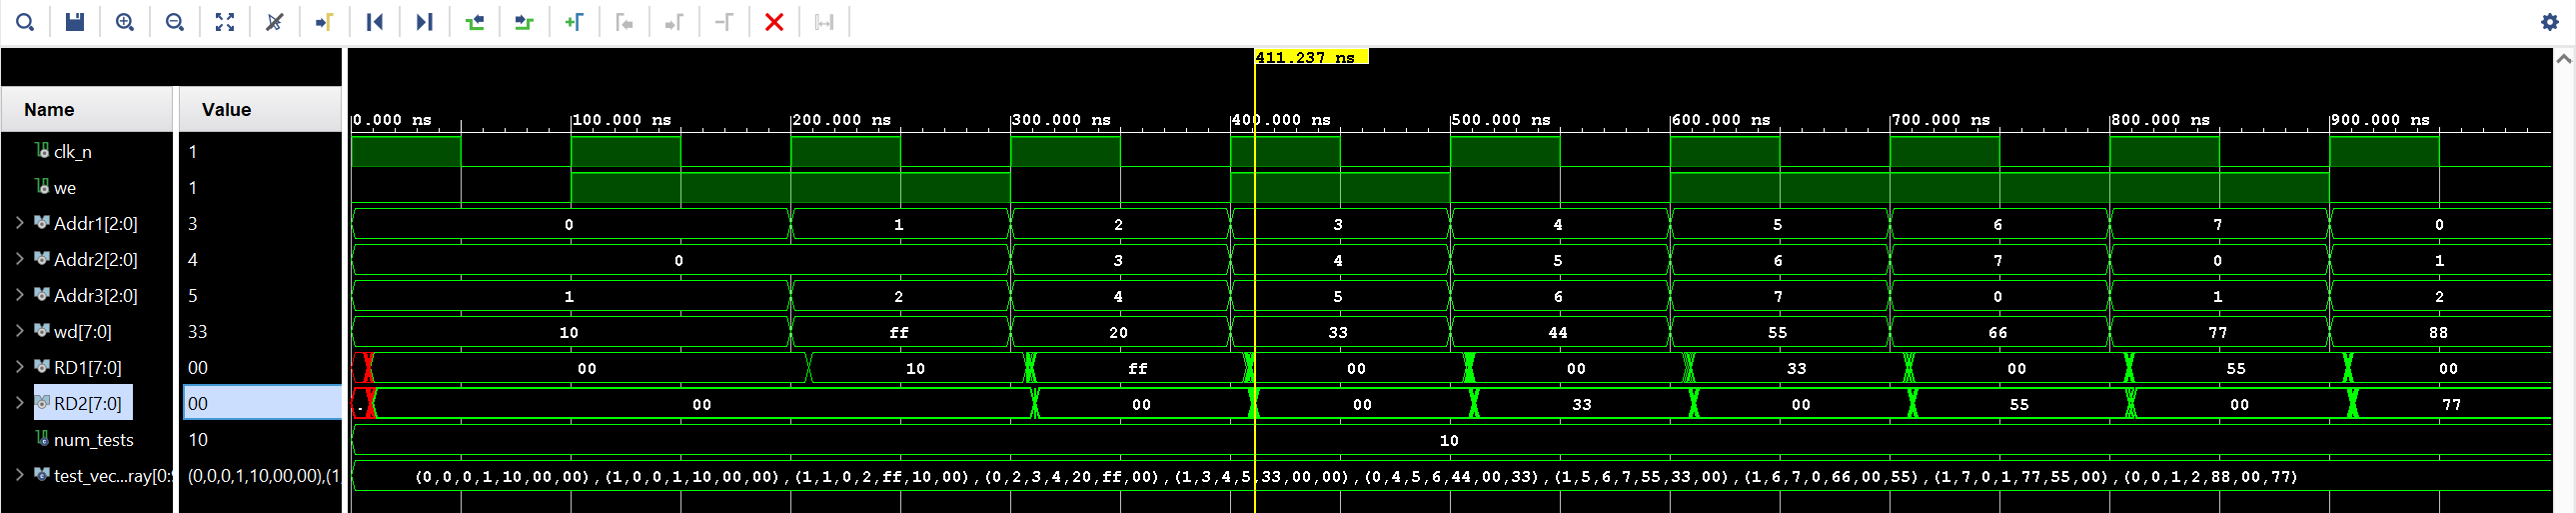 411.237 ns
Name Value
0.000 ns 100.000 ns 200.000 ns 300.000 ns 400.000 ns 500.000 ns 600.000 ns 700.000 ns 800.000 ns 900.000 ns
clk_n 1
we 1
Addr1[2:0] 3 0 1 2 3 4 5 6 7 0
Addr2[2:0] 4 0 3 4 5 6 7 0 1
Addr3[2:0] 5 1 2 4 5 6 7 0 1 2
wd[7:0] 33 10 ff 20 33 44 55 66 77 88
RD1[7:0] 00 00 10 ff 00 00 33 00 55 00
RD2[7:0] 00 . 00 00 00 33 00 55 00 77
num_tests 10 10
test_vec...ray[0:9 (0,0,0,1,10,00,00),(1, (0,0,0,1,10,00,00),(1,0,0,1,10,00,00),(1,1,0,2,ff,10,00),(0,2,3,4,20,ff,00),(1,3,4,5,33,00,00),(0,4,5,6,44,00,33),(1,5,6,7,55,33,00),(1,6,7,0,66,00,55),(1,7,0,1,77,55,00),(0,0,1,2,88,00,77)